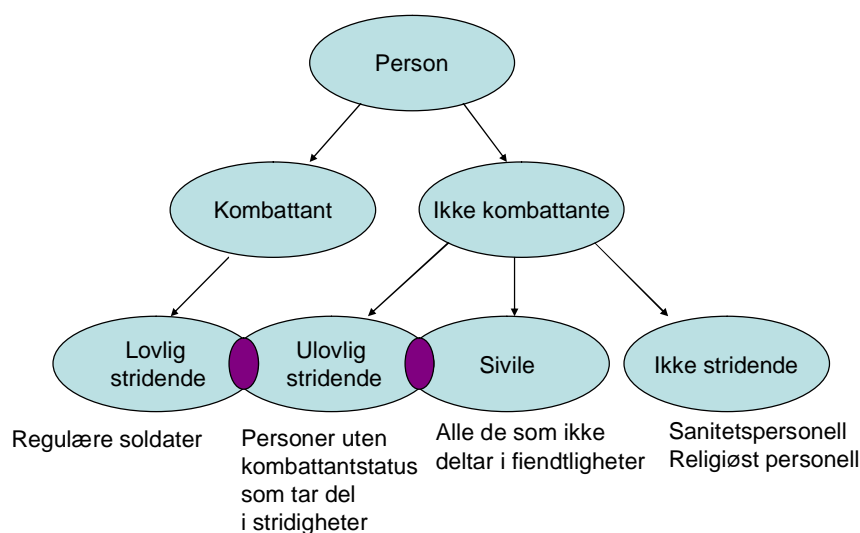 Person
Kombattant
Ikke kombattante
Lovlig
stridende
Ulovlig
stridende
Sivile
Ikke stridende
Regulære soldater
Personer uten
kombattantstatus
som tar del
i stridigheter
Alle de som ikke
deltar i fiendtligheter
Sanitetspersonell
Religiøst personell